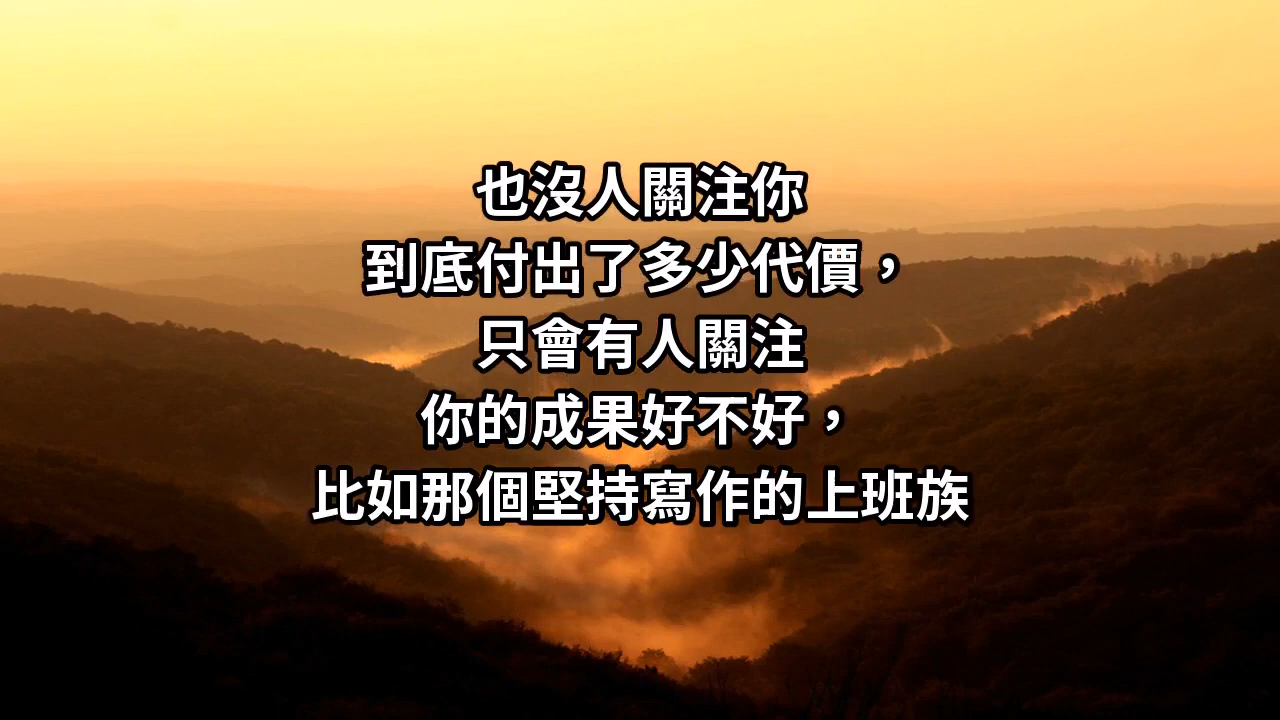 也沒人關注你
到底付出了多少代價，
只會有人關注
你的成果好不好，
比如那個堅持寫作的上班族